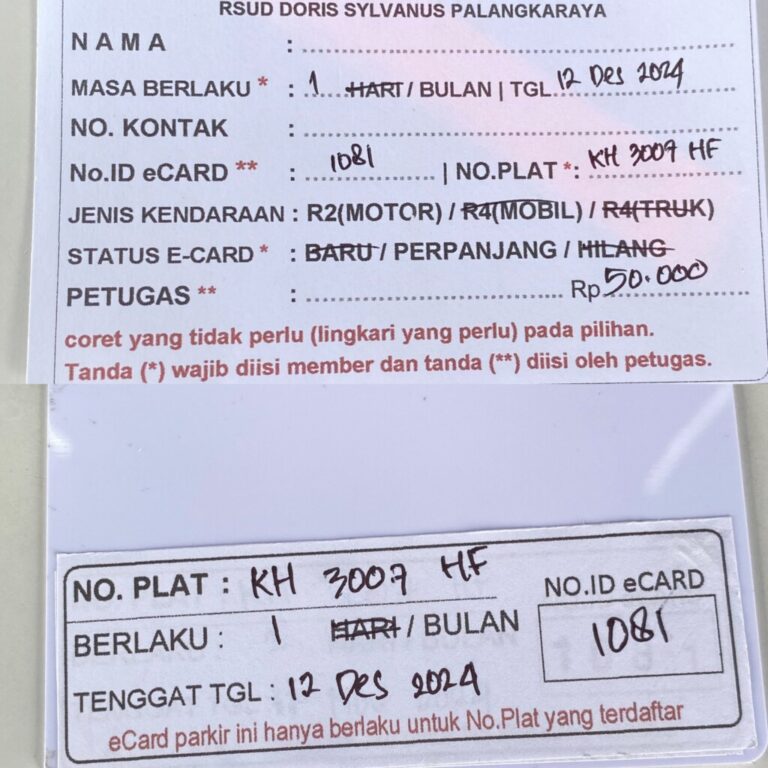 RSUD DORIS SYLVANUS PALANGKARAYA
NAMA :
MASA BERLAKU * : 1 HARI / BULAN | TGL 12 Des 2024
NO. KONTAK :
No.ID eCARD ** : 1081 | NO.PLAT *: KH 3007 HF
JENIS KENDARAAN : R2(MOTOR) / R4(MOBIL) / R4(TRUK)
STATUS E-CARD * : BARU / PERPANJANG / HILANG
PETUGAS ** : Rp 50.000
coret yang tidak perlu (lingkari yang perlu) pada pilihan.
Tanda (*) wajib diisi member dan tanda (**) diisi oleh petugas.
NO. PLAT : KH 3007 HF
NO.ID eCARD
BERLAKU : 1 HARI / BULAN
1081
TENGGAT TGL : 12 Des 2024
eCard parkir ini hanya berlaku untuk No.Plat yang terdaftar